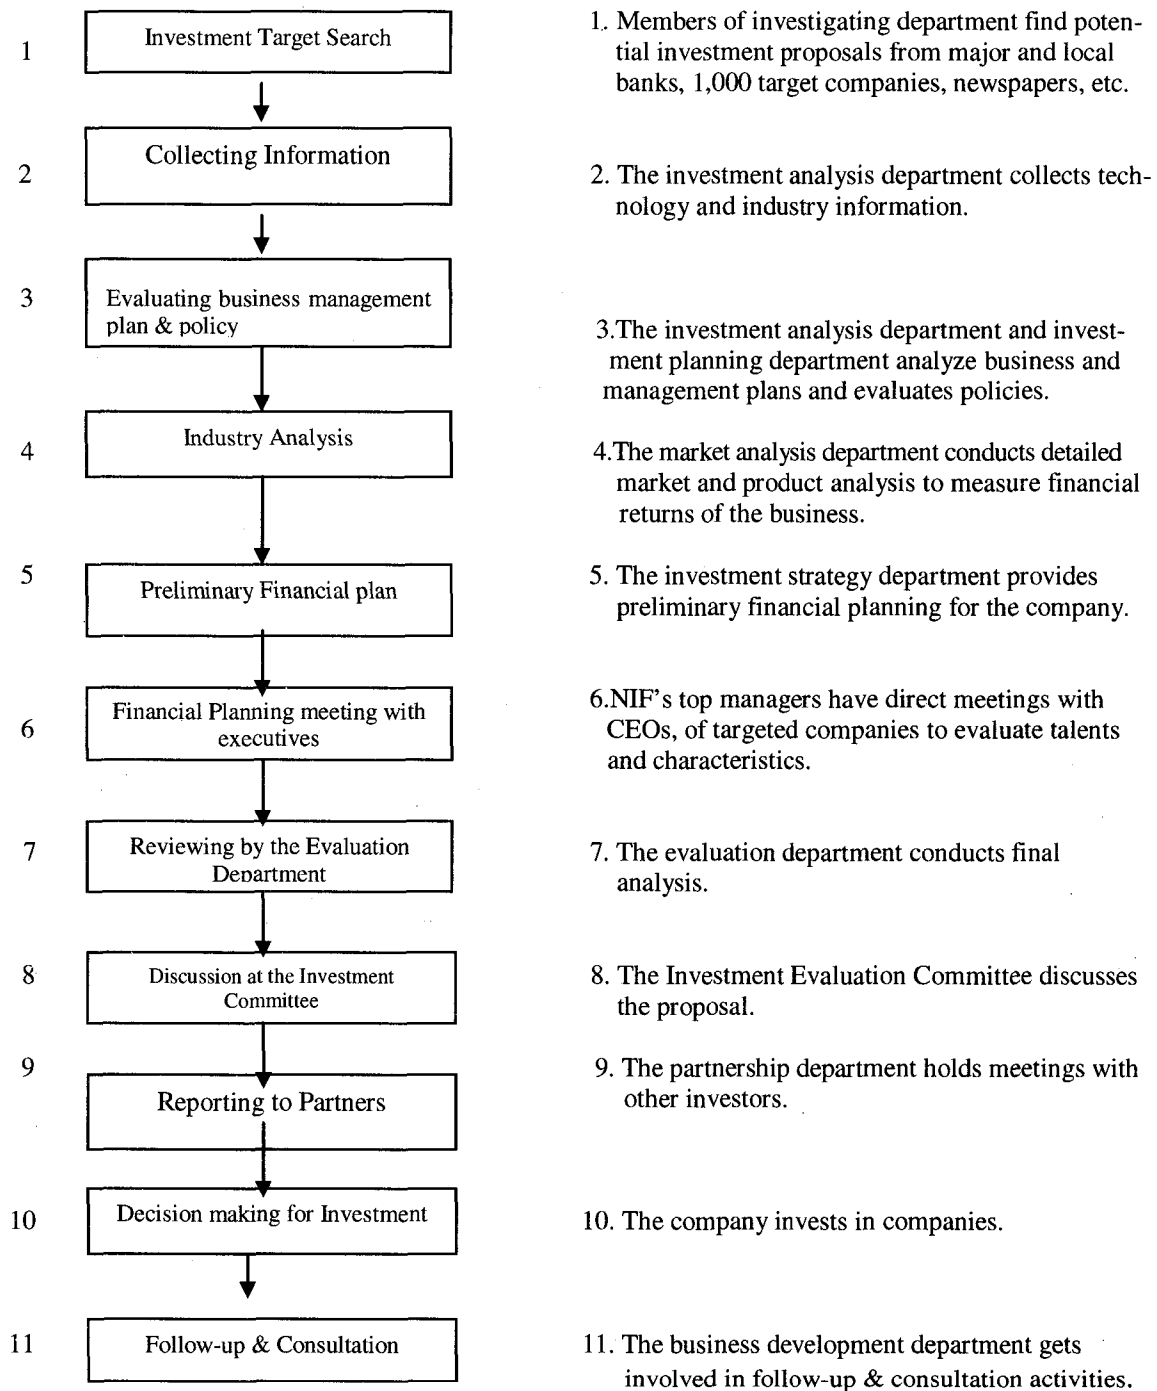 1
Investment Target Search
1. Members of investigating department find poten-
tial investment proposals from major and local
banks, 1,000 target companies, newspapers, etc.
2
Collecting Information
2. The investment analysis department collects tech-
nology and industry information.
3
Evaluating business management
plan & policy
3.The investment analysis department and invest-
ment planning department analyze business and
management plans and evaluates policies.
4
Industry Analysis
4.The market analysis department conducts detailed
market and product analysis to measure financial
returns of the business.
5
Preliminary Financial plan
5. The investment strategy department provides
preliminary financial planning for the company.
6
Financial Planning meeting with
executives
6.NIF's top managers have direct meetings with
CEOs, of targeted companies to evaluate talents
and characteristics.
7
Reviewing by the Evaluation
Department
7. The evaluation department conducts final
analysis.
8
Discussion at the Investment
Committee
8. The Investment Evaluation Committee discusses
the proposal.
9
Reporting to Partners
9. The partnership department holds meetings with
other investors.
10
Decision making for Investment
10. The company invests in companies.
11
Follow-up & Consultation
11. The business development department gets
involved in follow-up & consultation activities.